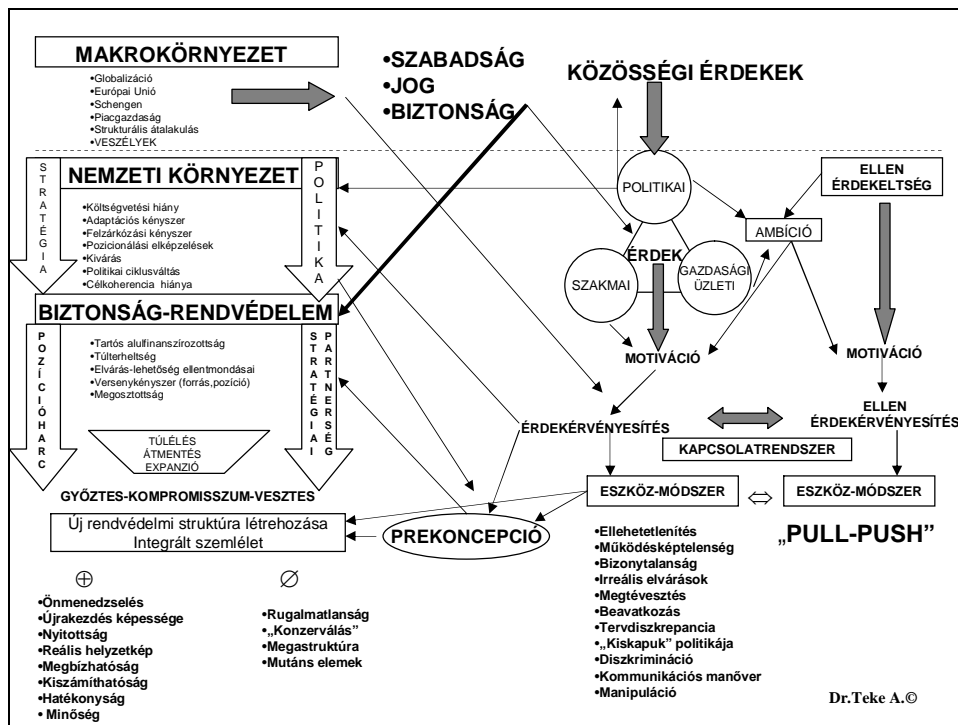 MAKROKÖRNYEZET
•Globalizáció
•Európai Unió
•Schengen
•Piacgazdaság
•Strukturális átalakulás
•VESZÉLYEK
•SZABADSÁG
•JOG
•BIZTONSÁG
KÖZÖSSÉGI ÉRDEKEK
STRATÉGIA
NEMZETI KÖRNYEZET
•Költségvetési hiány
•Adaptációs kényszer
•Felzárkózási kényszer
•Pozicionálási elképzelések
•Kivárás
•Politikai ciklusváltás
•Célkoherencia hiánya
POLITIKA
POLITIKAI
ÉRDEK
SZAKMAI
GAZDASÁGI
ÜZLETI
ELLEN
ÉRDEKELTSÉG
AMBÍCIÓ
MOTIVÁCIÓ
MOTIVÁCIÓ
BIZTONSÁG-RENDVÉDELEM
POZÍCIÓHARC
•Tartós alulfinanszírozottság
•Túlterheltség
•Elvárás-lehetőség ellentmondásai
•Versenykényszer (forrás,pozíció)
•Megosztottság
STRATÉGIAI
PARTNERSÉG
TÚLÉLÉS
ÁTMENTÉS
EXPANZIÓ
GYŐZTES-KOMPROMISSZUM-VESZTES
Új rendvédelmi struktúra létrehozása
Integrált szemlélet
PREKONCEPCIÓ
ÉRDEKÉRVÉNYESÍTÉS
ELLEN
ÉRDEKÉRVÉNYESÍTÉS
KAPCSOLATRENDSZER
ESZKÖZ-MÓDSZER
ESZKÖZ-MÓDSZER
„PULL-PUSH”
•Önmenedzselés
•Újrakezdés képessége
•Nyitottság
•Reális helyzetkép
•Megbízhatóság
•Kiszámíthatóság
•Hatékonyság
• Minőség
•Rugalmatlanság
•„Konzerválás”
•Megastruktúra
•Mutáns elemek
•Ellehetetlenítés
•Működésképtelenség
•Bizonytalanság
•Irreális elvárások
•Megtévesztés
•Beavatkozás
•Tervdiszkrepancia
•„Kiskapuk” politikája
•Diszkrimináció
•Kommunikációs manőver
•Manipuláció
Dr.Teke A.©